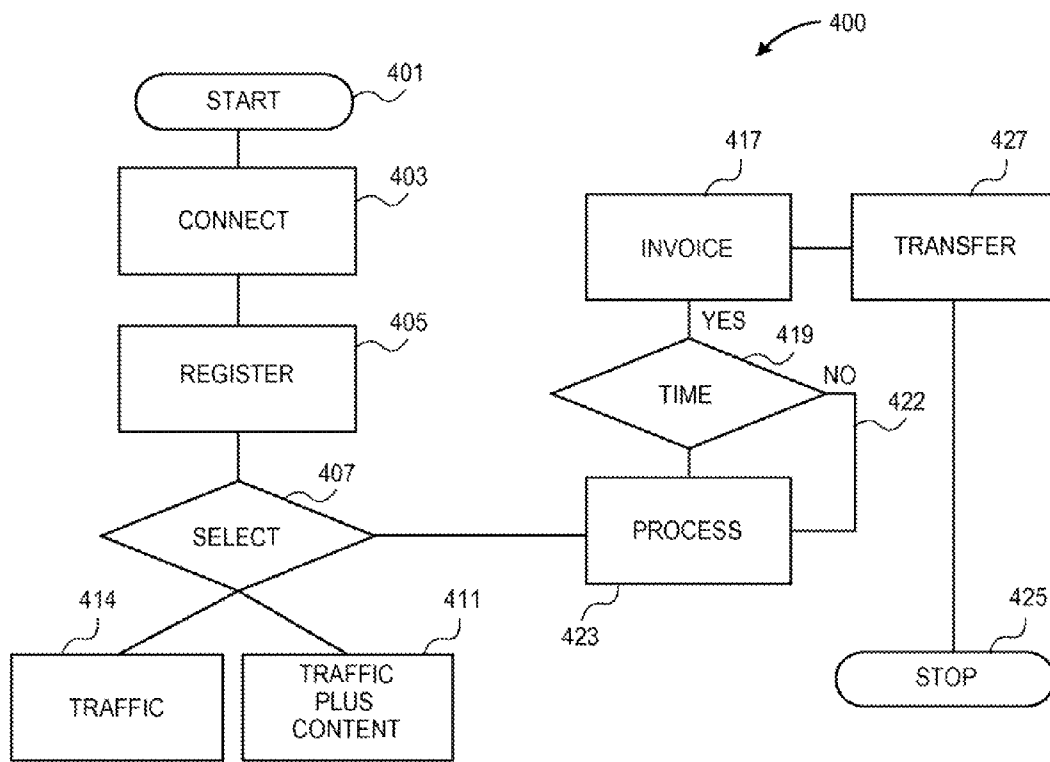 400
START
401
CONNECT
403
REGISTER
405
SELECT
407
TRAFFIC
414
TRAFFIC
PLUS
CONTENT
411
PROCESS
423
TIME
419
YES
NO
422
INVOICE
417
TRANSFER
427
STOP
425